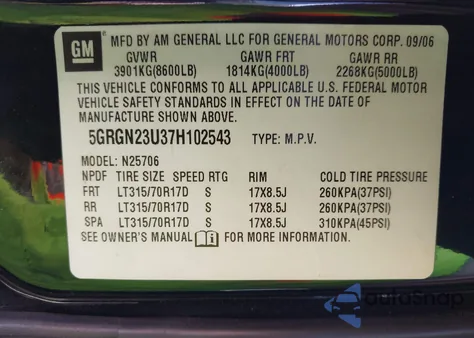 GM
MFD BY AM GENERAL LLC FOR GENERAL MOTORS CORP. 09/06
GVWR GAWR FRT GAWR RR
3901KG(8600LB) 1814KG(4000LB) 2268KG(5000LB)
THIS VEHICLE CONFORMS TO ALL APPLICABLE U.S. FEDERAL MOTOR
VEHICLE SAFETY STANDARDS IN EFFECT ON THE DATE OF
MANUFACTURE SHOWN ABOVE.
5GRGN23U37H102543 TYPE: M.P.V.
MODEL: N25706
NPDF TIRE SIZE SPEED RTG RIM COLD TIRE PRESSURE
FRT LT315/70R17D S 17X8.5J 260KPA(37PSI)
RR LT315/70R17D S 17X8.5J 260KPA(37PSI)
SPA LT315/70R17D S 17X8.5J 310KPA(45PSI)
SEE OWNER'S MANUAL i FOR MORE INFORMATION.
AutoSnap